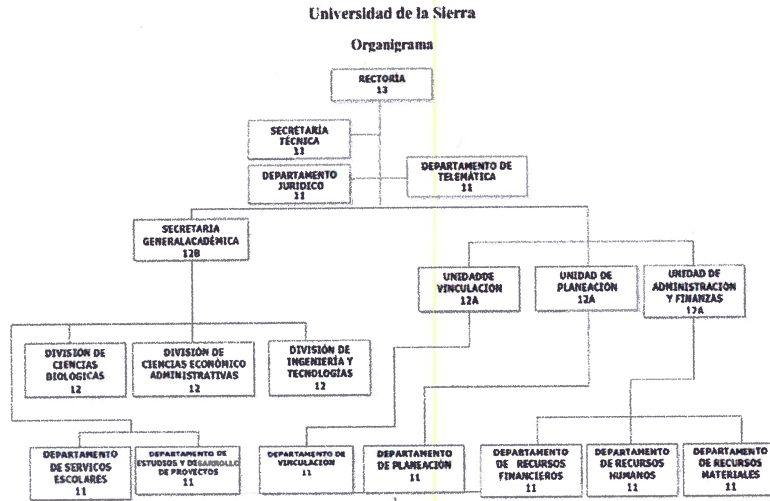 Universidad de la Sierra
Organigrama
RECTORÍA
13
SECRETARÍA
TÉCNICA
11
DEPARTAMENTO
JURIDICO
11
DEPARTAMENTO DE
TELEMÁTICA
11
SECRETARIA
GENERALACADÉMICA
12B
UNIDADDE
VINCULACION
12A
UNIDAD DE
PLANEACIÓN
12A
UNIDAD DE
ADMINISTRACIÓN
Y FINANZAS
12A
DIVISIÓN DE
CIENCIAS
BIOLOGICAS
12
DIVISIÓN DE
CIENCIAS ECONÓMICO
ADMINISTRATIVAS
12
DIVISIÓN DE
INGENIERÍA Y
TECNOLOGÍAS
12
DEPARTAMENTO
DE SERVICOS
ESCOLARES
11
DEPARTAMENTO DE
ESTUDIOS Y DESARROLLO
DE PROYECTOS
11
DEPARTAMENTO DE
VINCULACION
11
DEPARTAMENTO
DE PLANEACIÓN
11
DEPARTAMENTO
DE RECURSOS
FINANCIEROS
11
DEPARTAMENTO
DE RECURSOS
HUMANOS
11
DEPARTAMENTO
DE RECURSOS
MATERIALES
11